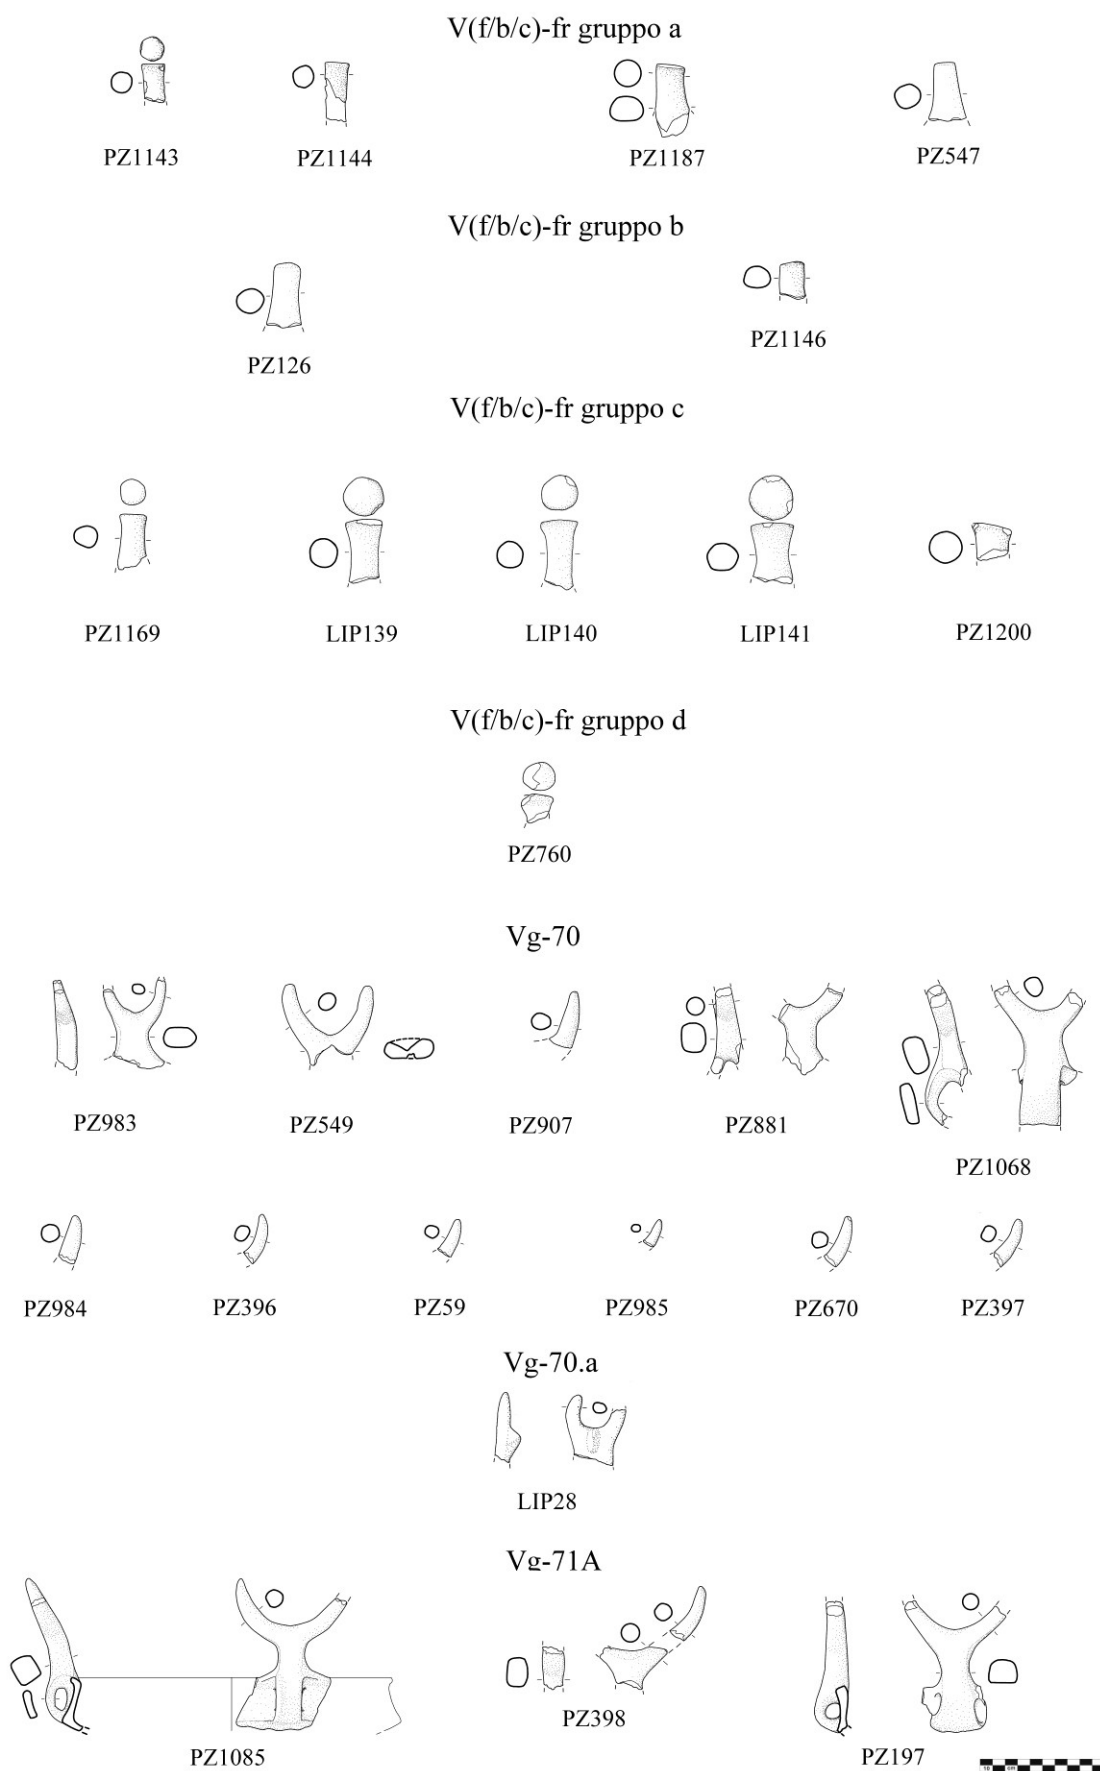 V(f/b/c)-fr gruppo a
PZ1143 PZ1144 PZ1187 PZ547
V(f/b/c)-fr gruppo b
PZ126 PZ1146
V(f/b/c)-fr gruppo c
PZ1169 LIP139 LIP140 LIP141 PZ1200
V(f/b/c)-fr gruppo d
PZ760
Vg-70
PZ983 PZ549 PZ907 PZ881 PZ1068
PZ984 PZ396 PZ59 PZ985 PZ670 PZ397
Vg-70.a
LIP28
Vg-71A
PZ1085 PZ398 PZ197
10 cm